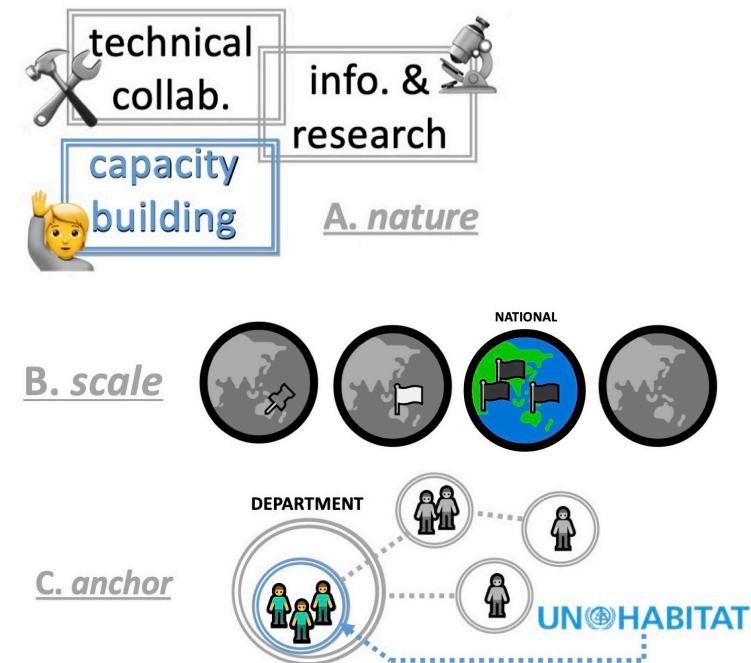 technical
collab.
info. &
research
capacity
building
A. nature
NATIONAL
B. scale
DEPARTMENT
C. anchor
UN HABITAT